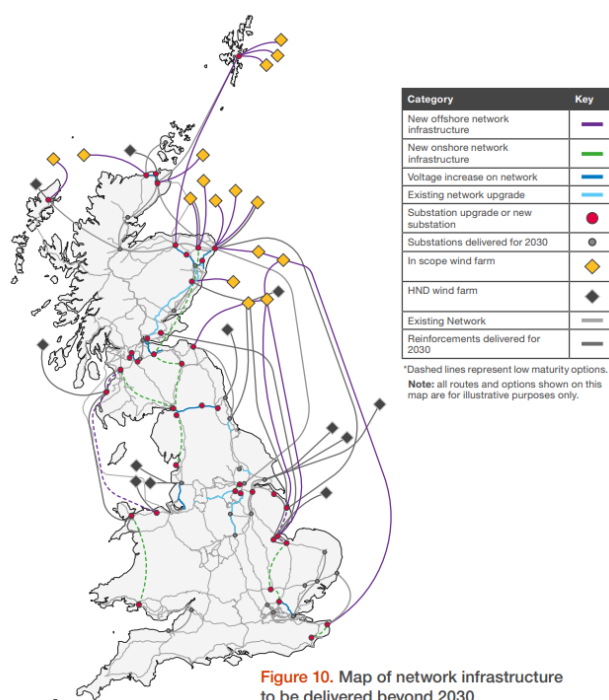 Category Key
New offshore network
infrastructure
New onshore network
infrastructure
Voltage increase on network
Existing network upgrade
Substation upgrade or new
substation
Substations delivered for 2030
In scope wind farm
HND wind farm
Existing Network
Reinforcements delivered for
2030
*Dashed lines represent low maturity options.
Note: all routes and options shown on this
map are for illustrative purposes only.
Figure 10. Map of network infrastructure
to be delivered beyond 2030